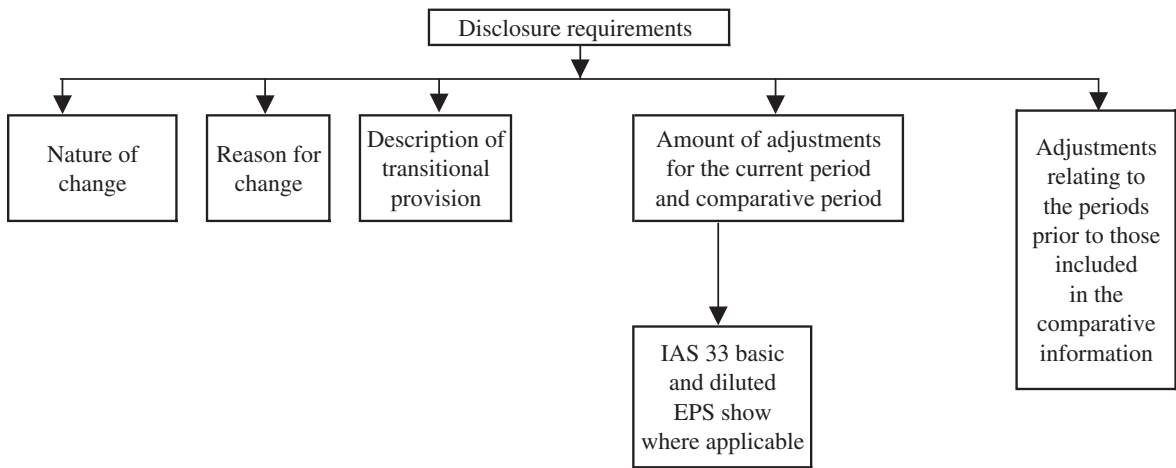 Disclosure requirements
Nature of
change
Reason for
change
Description of
transitional
provision
Amount of adjustments
for the current period
and comparative period
Adjustments
relating to
the periods
prior to those
included
in the
comparative
information
IAS 33 basic
and diluted
EPS show
where applicable